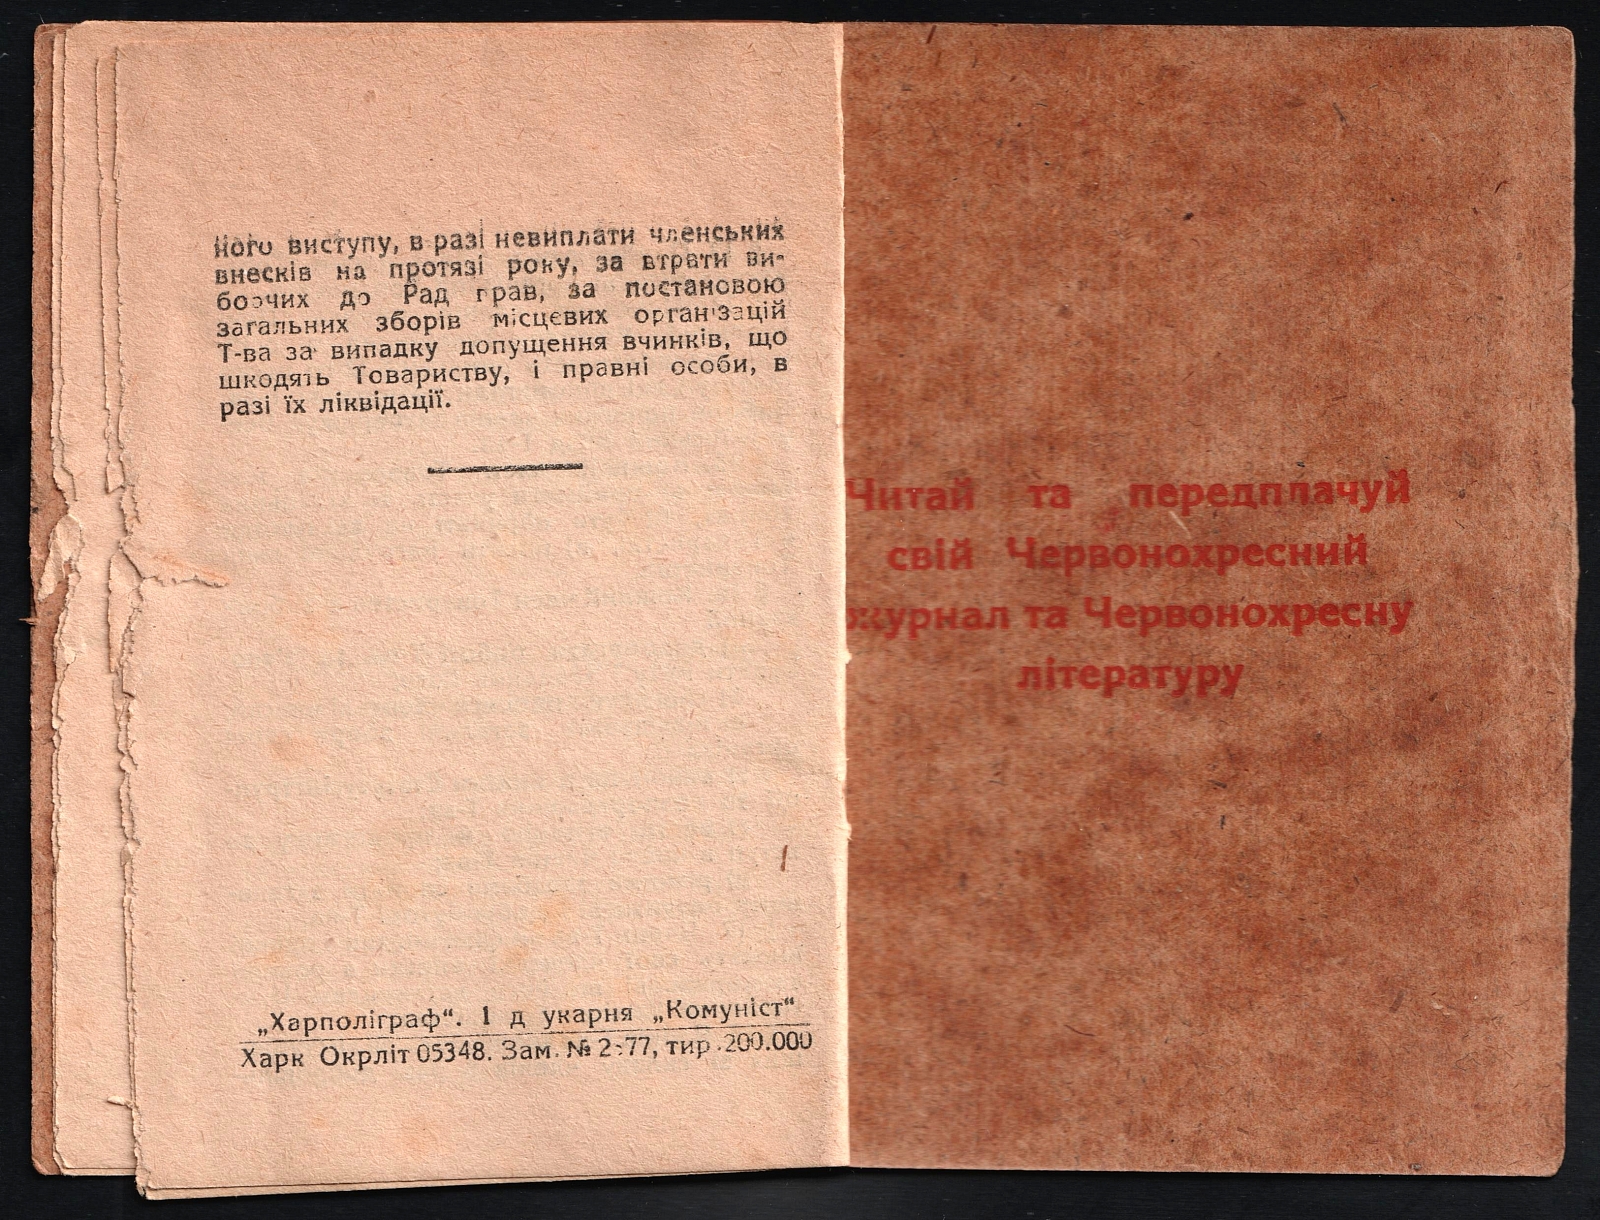 його виступу, в разі невиплати членських
внесків на протязі року, за втрати ви-
борчих до Рад прав, за постановою
загальних зборів місцевих організацій
Т-ва за випадку допущення вчинків, що
шкодять Товариству, і правні особи, в
разі їх ліквідації.
„Харполіграф“. 1 д укарня „Комуніст“
Харк Окрліт 05348. Зам. № тир .200.000
Читай та передплачуй
свій Червонохресний
журнал та Червонохресну
літературу